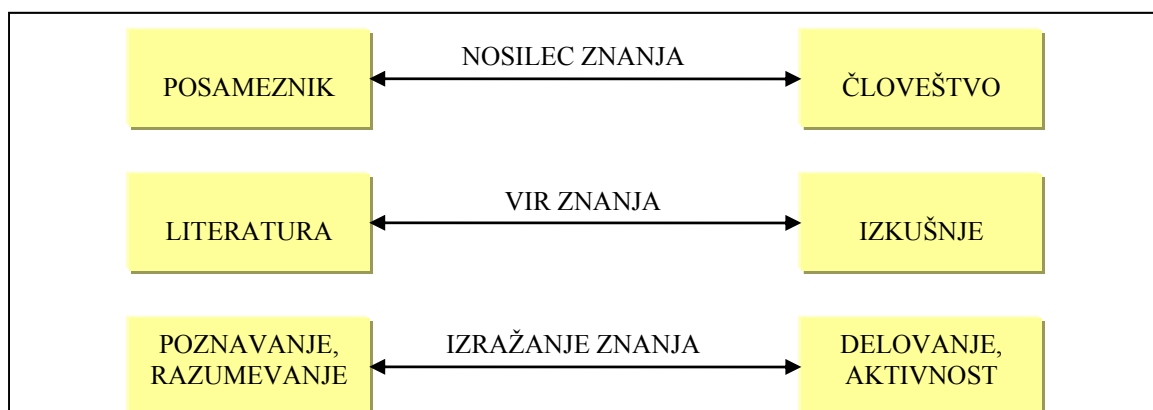 POSAMEZNIK
NOSILEC ZNANJA
ČLOVEŠTVO
LITERATURA
VIR ZNANJA
IZKUŠNJE
POZNAVANJE,
RAZUMEVANJE
IZRAŽANJE ZNANJA
DELOVANJE,
AKTIVNOST